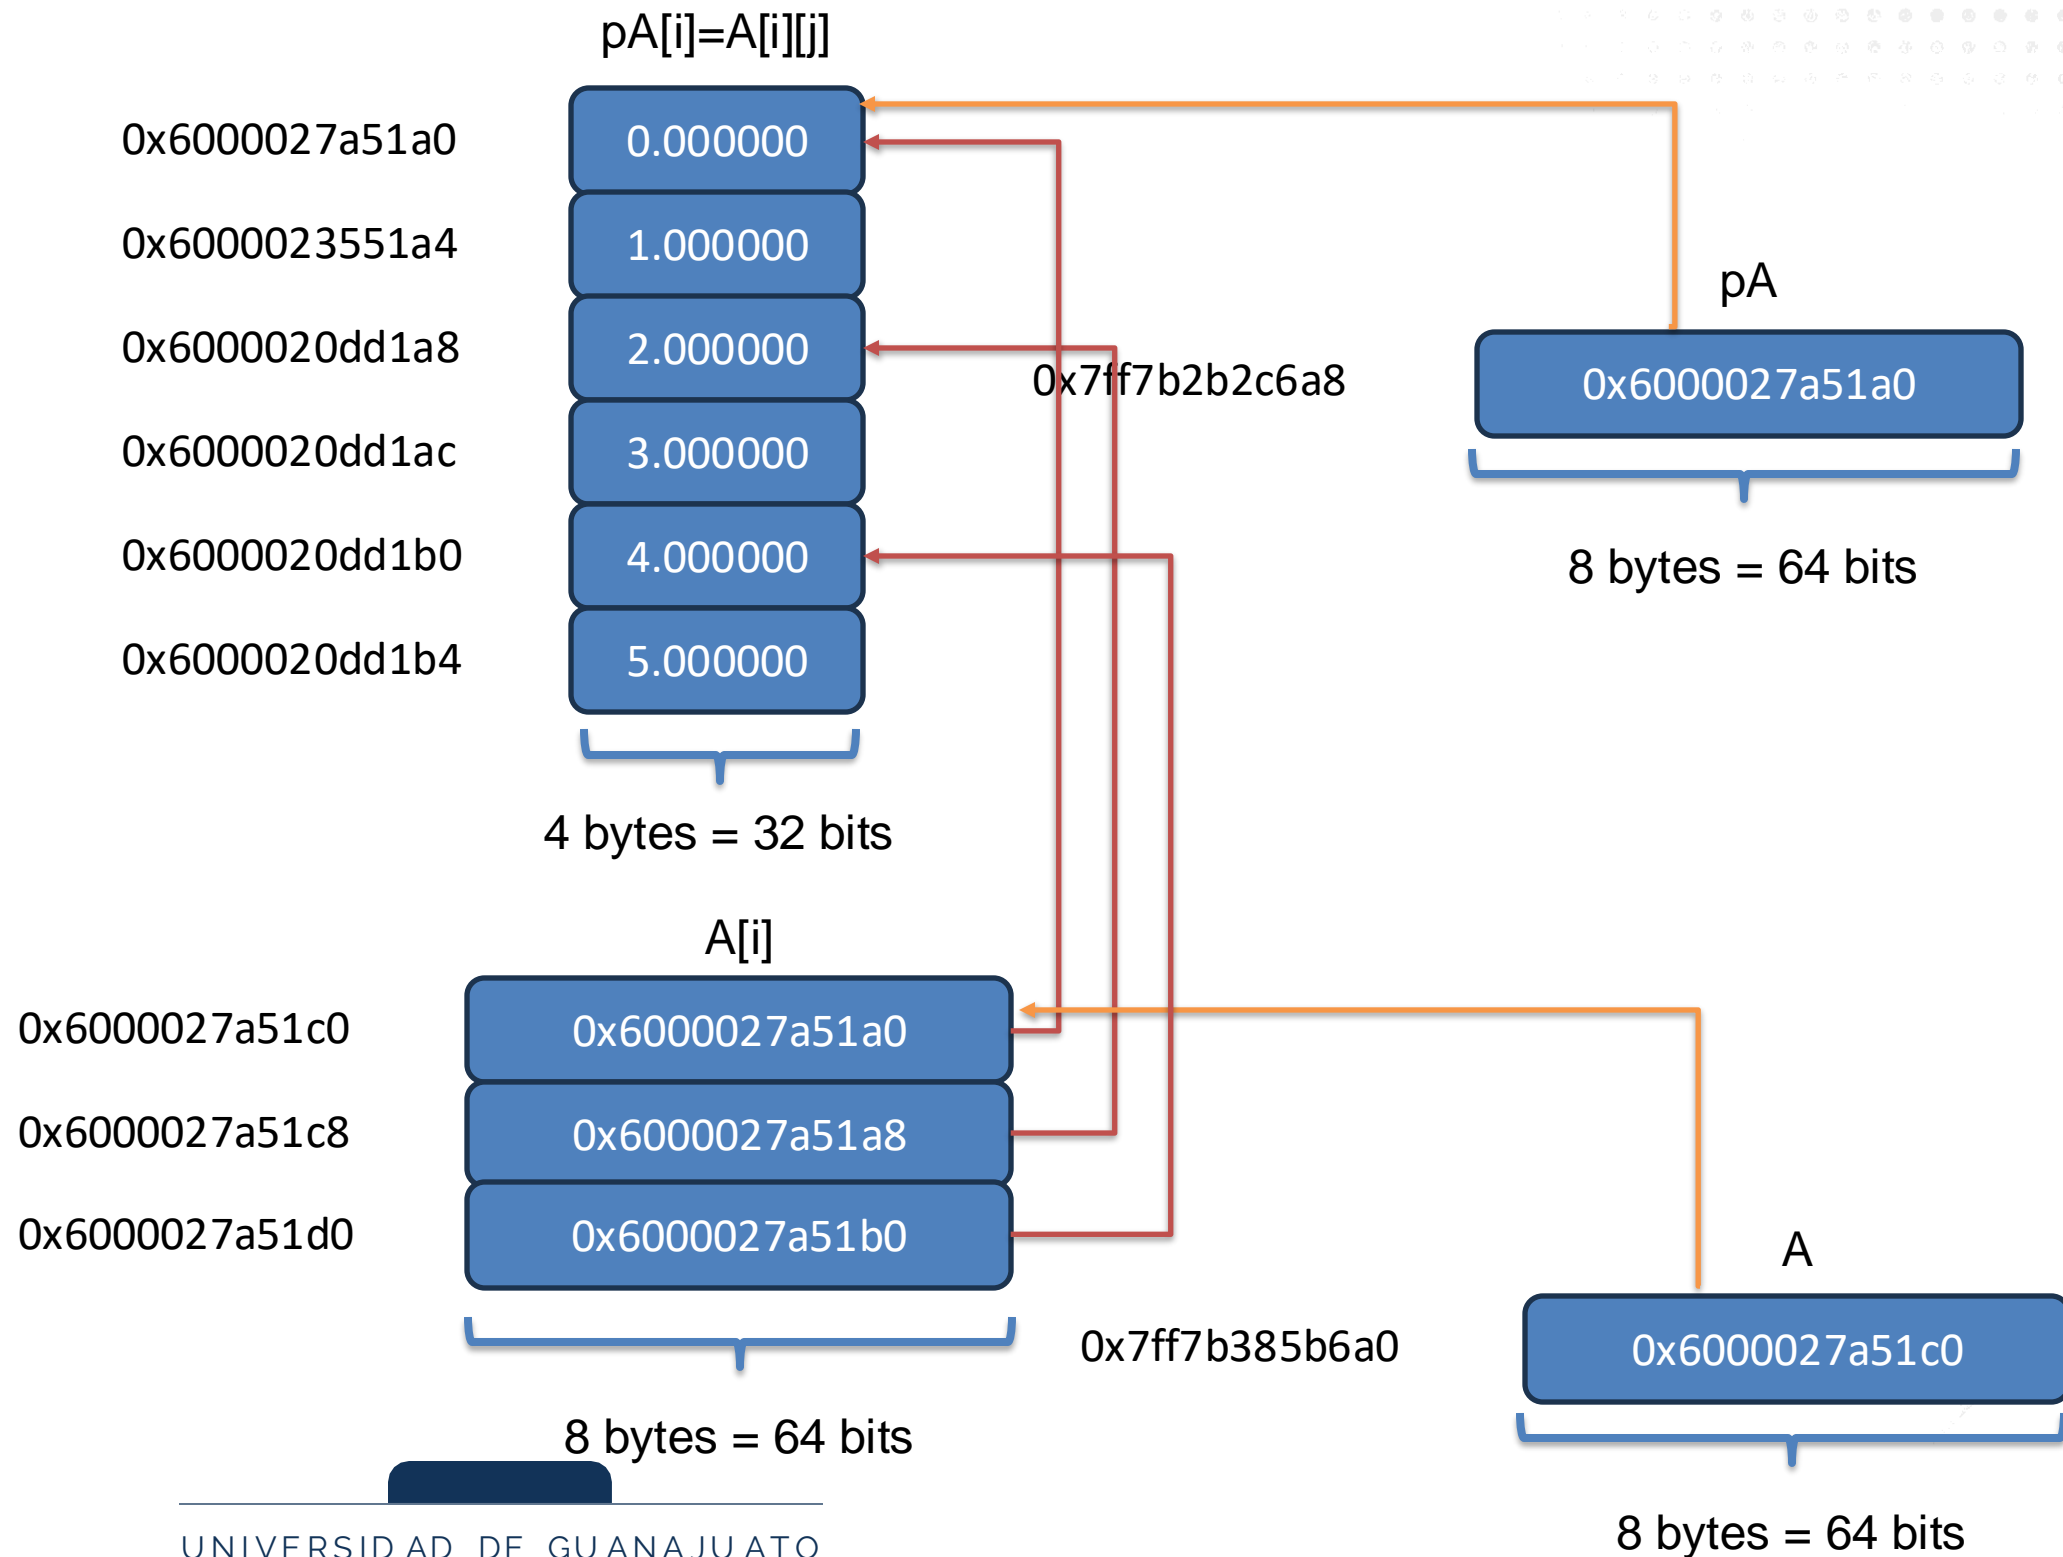 pA[i]=A[i][j]
0x6000027a51a0 0.000000
0x6000023551a4 1.000000
pA
0x6000020dd1a8 2.000000
0x7ff7b2b2c6a8 0x6000027a51a0
0x6000020dd1ac 3.000000
0x6000020dd1b0 4.000000
8 bytes = 64 bits
0x6000020dd1b4 5.000000
4 bytes = 32 bits
A[i]
0x6000027a51c0 0x6000027a51a0
0x6000027a51c8 0x6000027a51a8
0x6000027a51d0 0x6000027a51b0
A
0x7ff7b385b6a0 0x6000027a51c0
8 bytes = 64 bits
8 bytes = 64 bits
UNIVERSIDAD DE GUANAJUATO